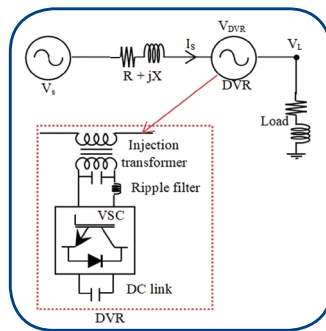 V_DVR
I_S
V_L
R + jX
DVR
V_s
Load
Injection
transformer
Ripple filter
VSC
DC link
DVR